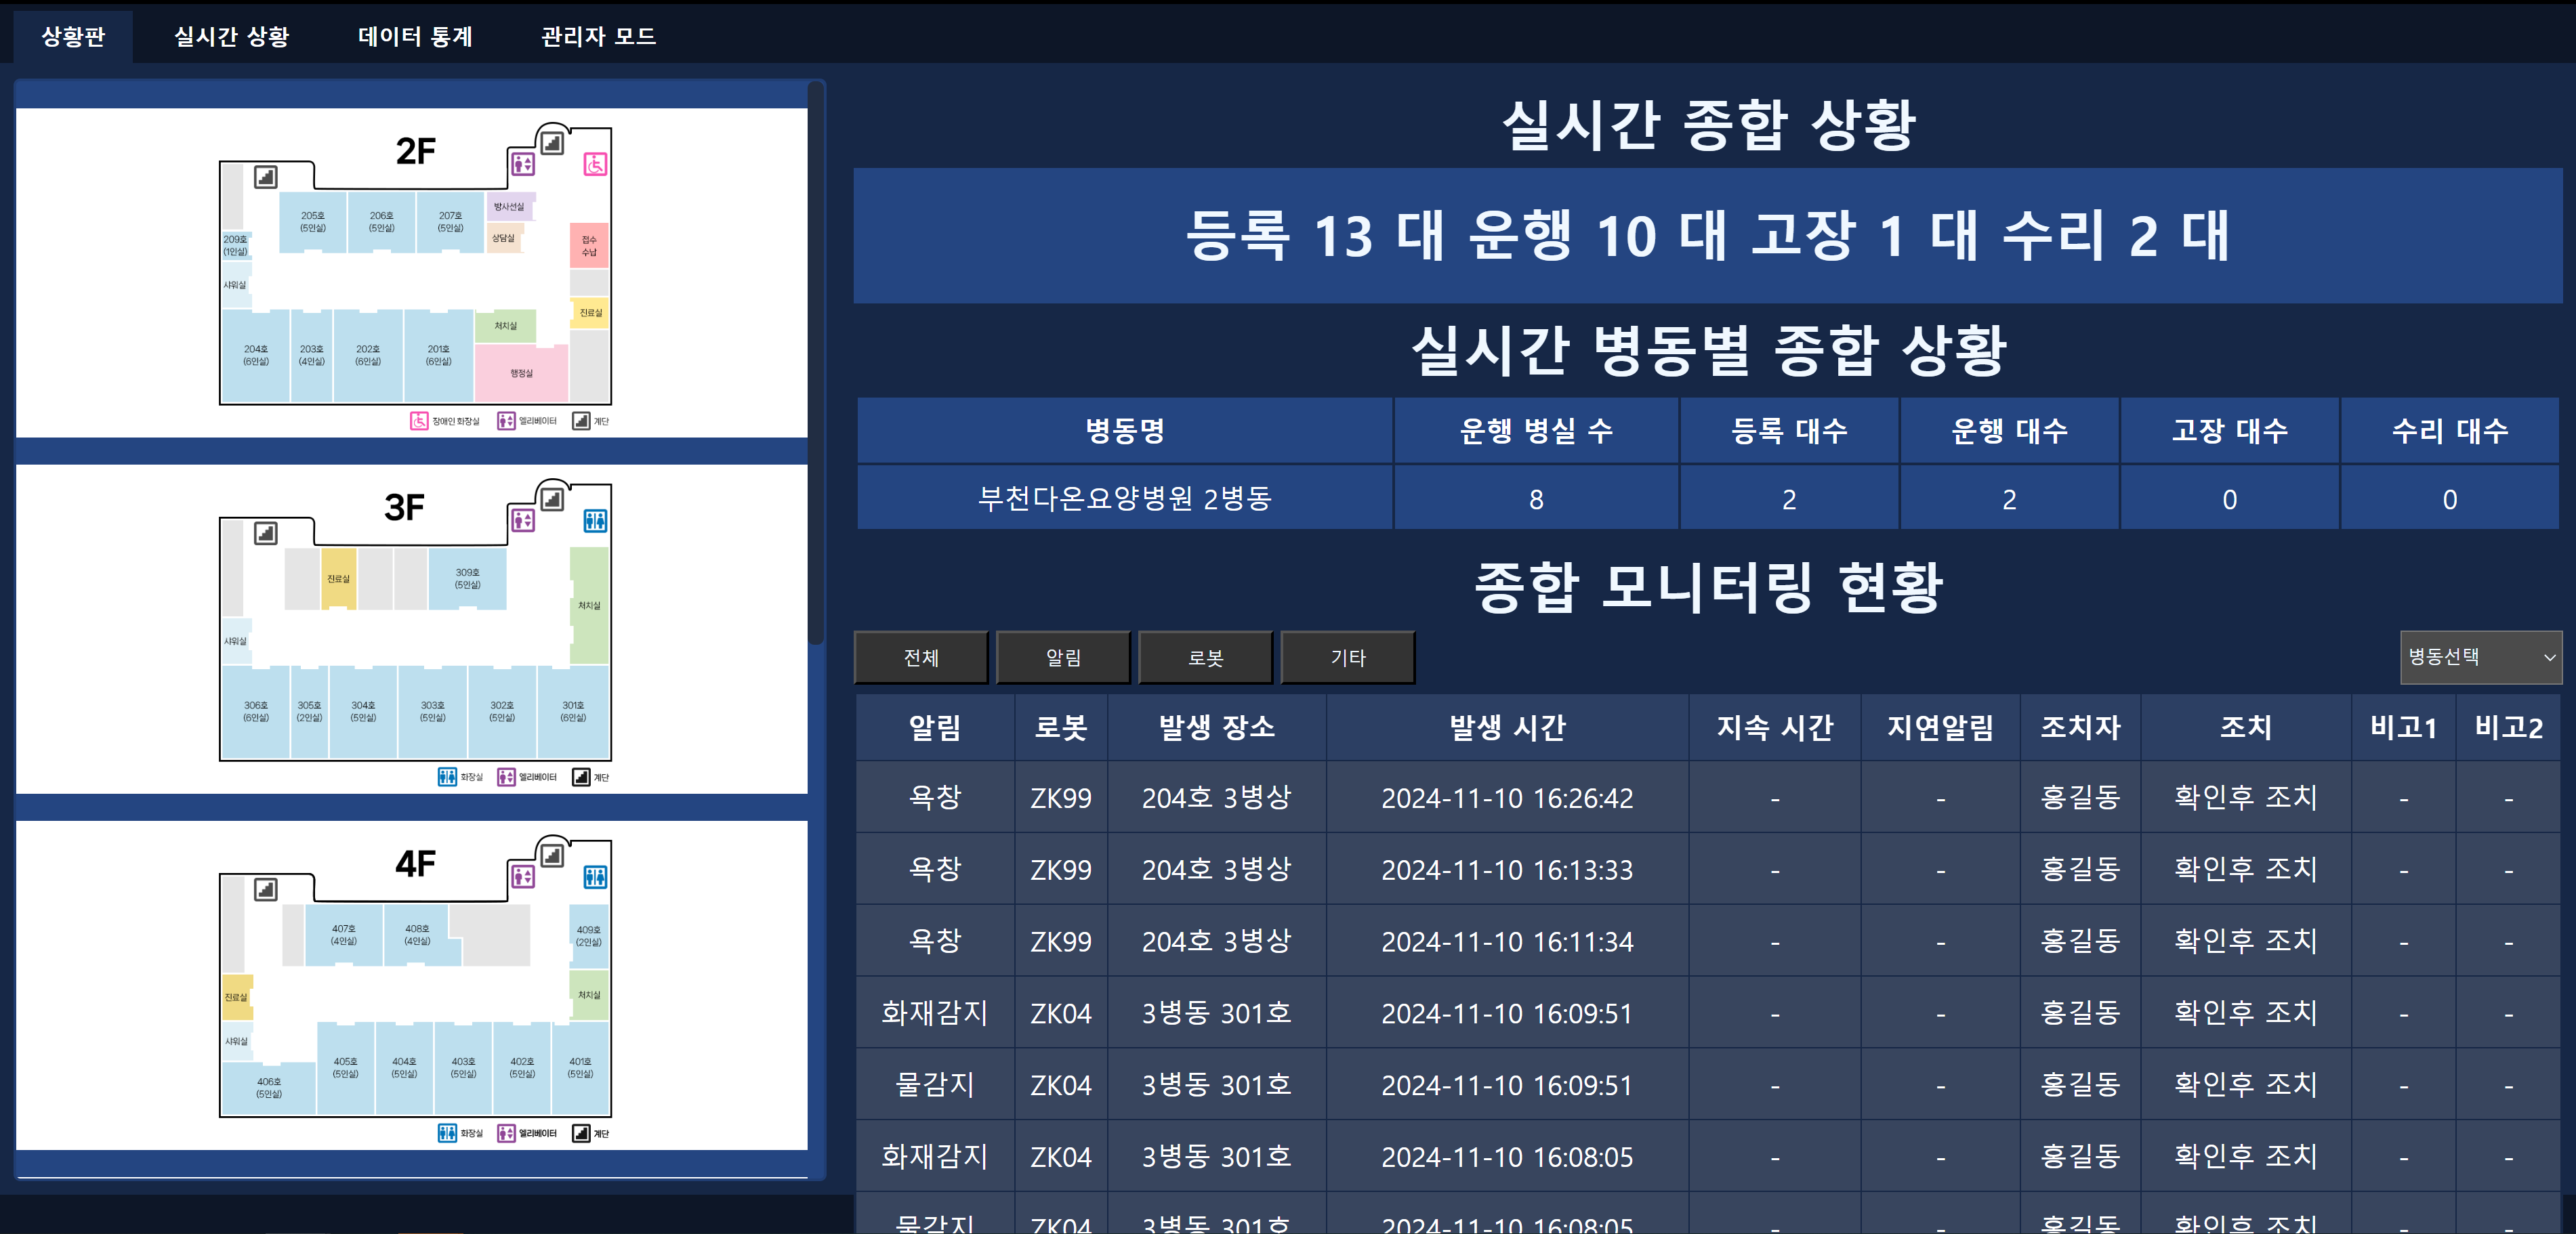 상황판 실시간 상황 데이터 통계 관리자 모드
2F
205호 206호 207호 방사선실
(5인실) (5인실) (5인실)
상담실
접수
수납
209호
(1인실)
샤워실
진료실
처치실
204호 203호 202호 201호
(6인실) (4인실) (6인실) (6인실)
행정실
장애인 화장실 엘리베이터 계단
3F
진료실
309호
(5인실)
처치실
샤워실
306호 305호 304호 303호 302호 301호
(6인실) (2인실) (5인실) (5인실) (5인실) (6인실)
화장실 엘리베이터 계단
4F
407호 408호 409호
(4인실) (4인실) (2인실)
진료실 처치실
샤워실
405호 404호 403호 402호 401호
(5인실) (5인실) (5인실) (5인실) (5인실)
406호
(5인실)
화장실 엘리베이터 계단
실시간 종합 상황
등록 13 대 운행 10 대 고장 1 대 수리 2 대
실시간 병동별 종합 상황
병동명 운행 병실 수 등록 대수 운행 대수 고장 대수 수리 대수
부천다온요양병원 2병동 8 2 2 0 0
종합 모니터링 현황
전체 알림 로봇 기타 병동선택
알림 로봇 발생 장소 발생 시간 지속 시간 지연알림 조치자 조치 비고1 비고2
욕창 ZK99 204호 3병상 2024-11-10 16:26:42 - - 홍길동 확인후 조치 - -
욕창 ZK99 204호 3병상 2024-11-10 16:13:33 - - 홍길동 확인후 조치 - -
욕창 ZK99 204호 3병상 2024-11-10 16:11:34 - - 홍길동 확인후 조치 - -
화재감지 ZK04 3병동 301호 2024-11-10 16:09:51 - - 홍길동 확인후 조치 - -
물감지 ZK04 3병동 301호 2024-11-10 16:09:51 - - 홍길동 확인후 조치 - -
화재감지 ZK04 3병동 301호 2024-11-10 16:08:05 - - 홍길동 확인후 조치 - -
물감지 ZK04 3병동 301호 2024-11-10 16:08:05 - - 홍길동 확인후 조치 - -